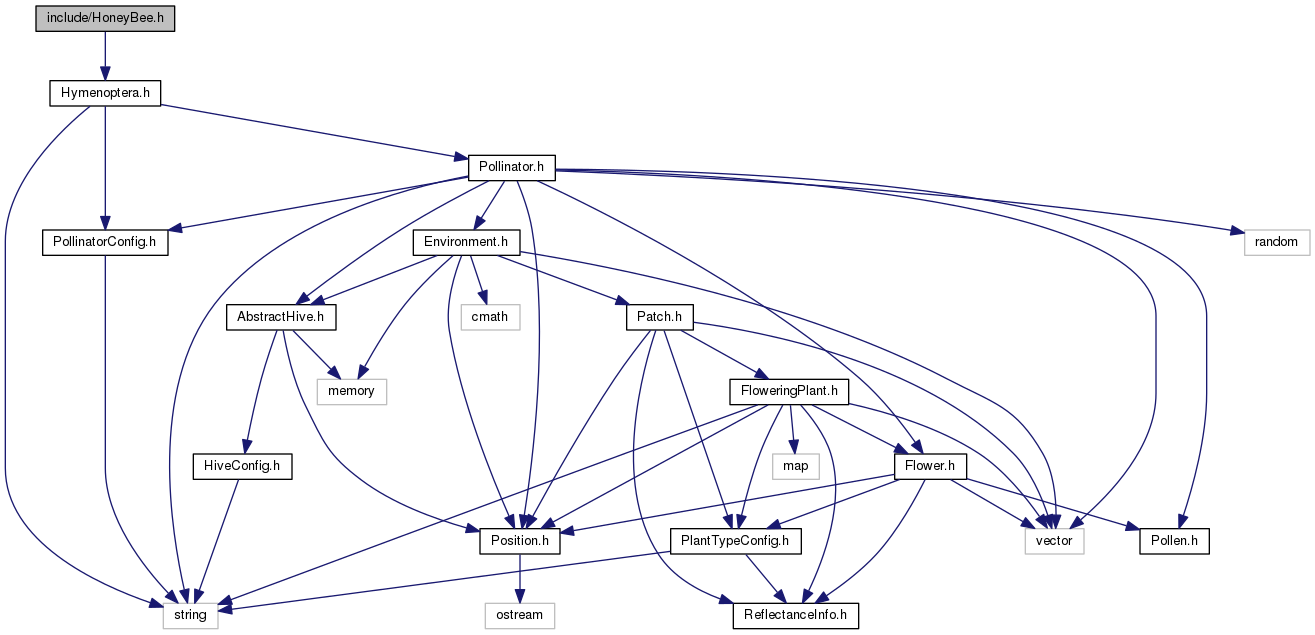 include/HoneyBee.h
Hymenoptera.h
Pollinator.h
PollinatorConfig.h
Environment.h
random
AbstractHive.h
cmath
Patch.h
memory
FloweringPlant.h
HiveConfig.h
map
Flower.h
Position.h
PlantTypeConfig.h
vector
Pollen.h
string
ostream
ReflectanceInfo.h